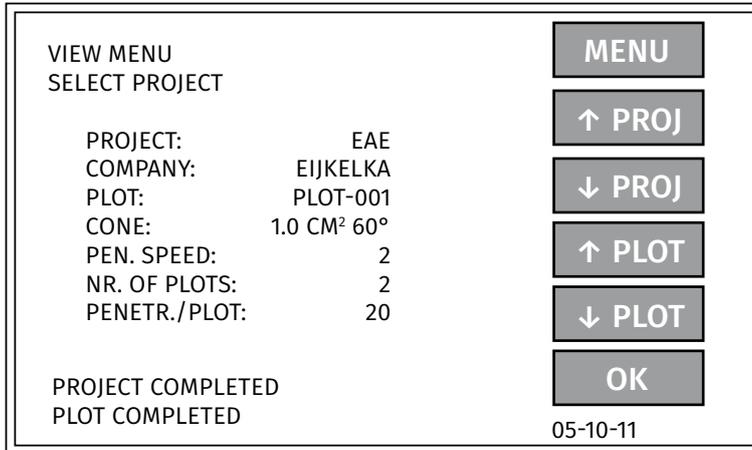 VIEW MENU
SELECT PROJECT
PROJECT: EAE
COMPANY: EIJKELKA
PLOT: PLOT-001
CONE: 1.0 CM² 60°
PEN. SPEED: 2
NR. OF PLOTS: 2
PENETR./PLOT: 20
PROJECT COMPLETED
PLOT COMPLETED
MENU
↑ PROJ
↓ PROJ
↑ PLOT
↓ PLOT
OK
05-10-11